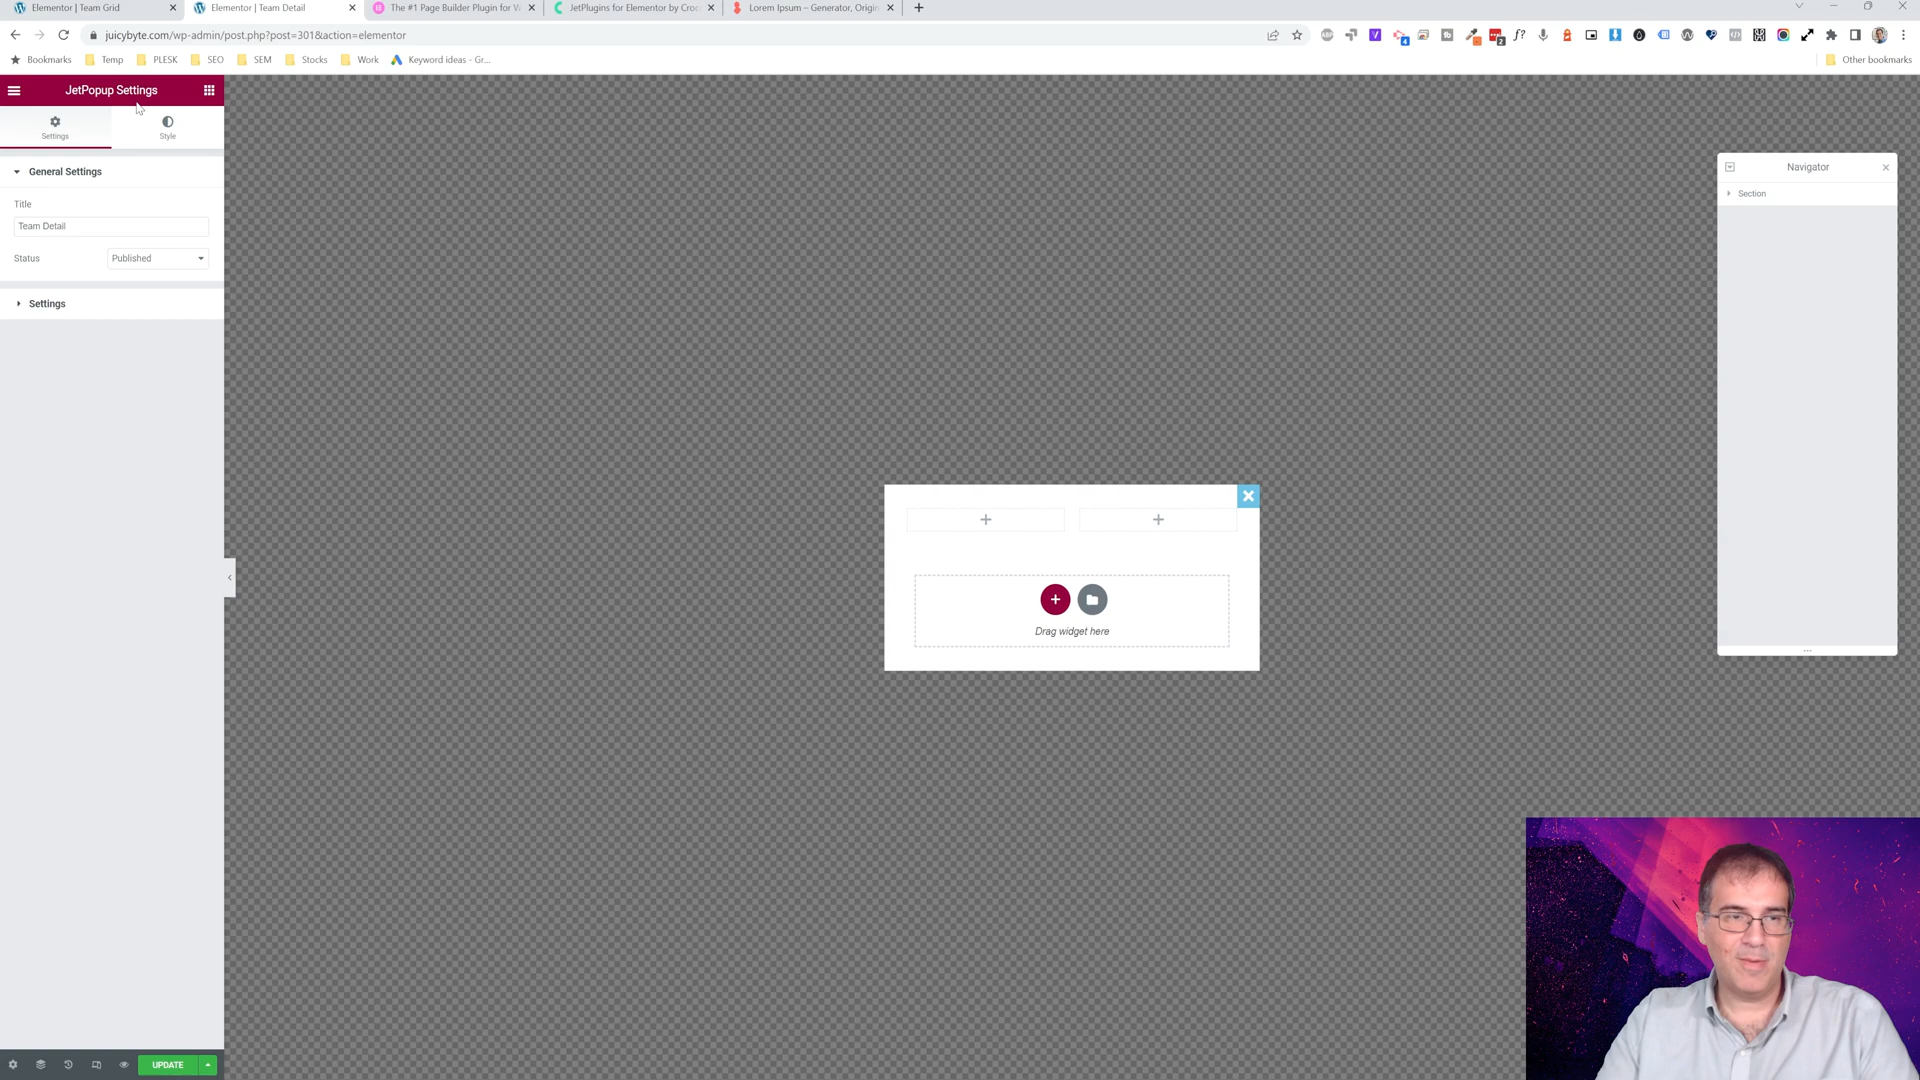 Elementor | Team Grid
Elementor | Team Detail
The #1 Page Builder Plugin for W
JetPlugins for Elementor by Croc
Lorem Ipsum – Generator, Origin
juicybyte.com/wp-admin/post.php?post=301&action=elementor
Bookmarks
Temp
PLESK
SEO
SEM
Stocks
Work
Keyword ideas - Gr...
Other bookmarks
JetPopup Settings
Settings
Style
General Settings
Title
Team Detail
Status
Published
Settings
Drag widget here
Navigator
Section
UPDATE